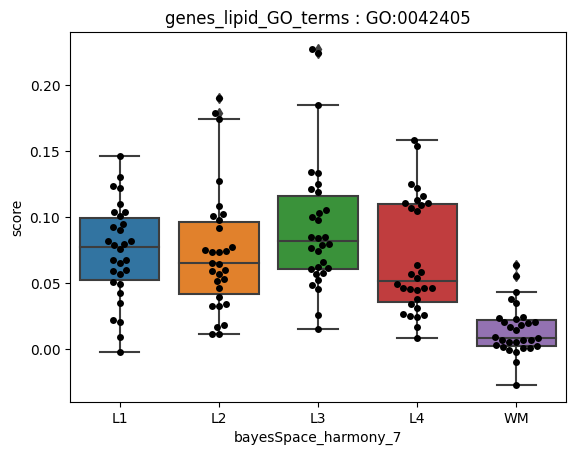 genes_lipid_GO_terms : GO:0042405
score
0.20
0.15
0.10
0.05
0.00
L1 L2 L3 L4 WM
bayesSpace_harmony_7